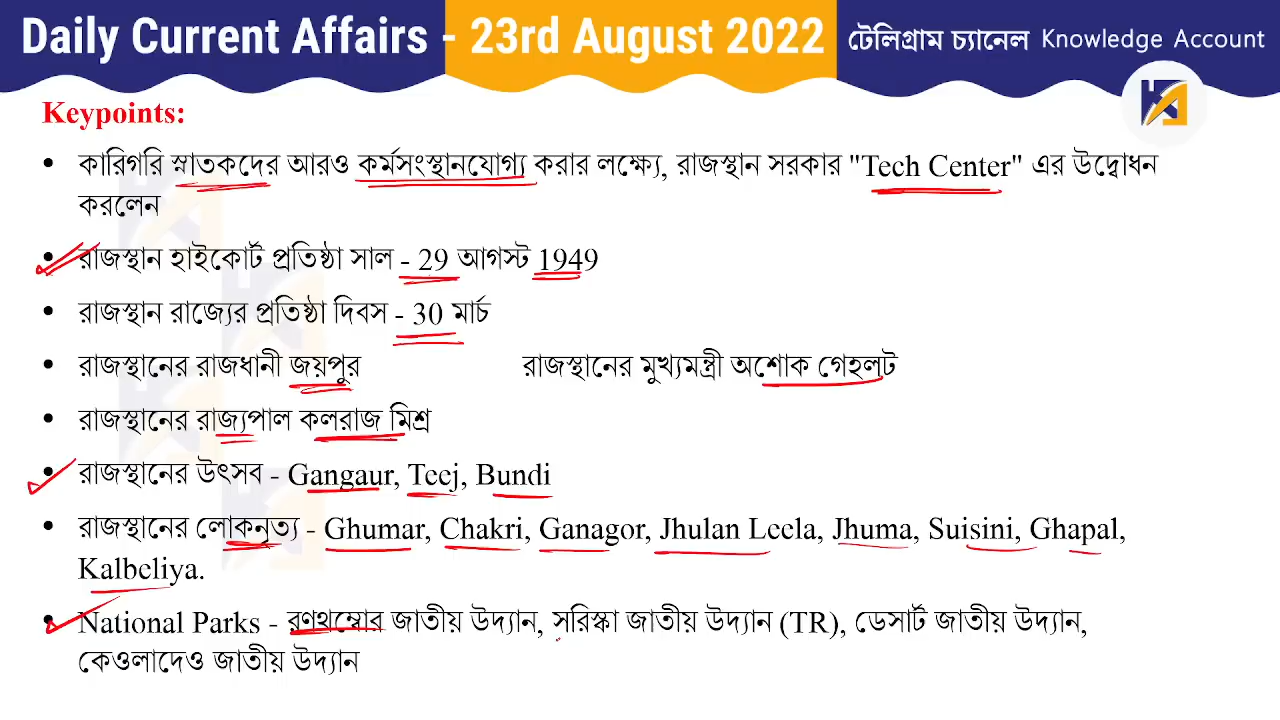 Daily Current Affairs - 23rd August 2022 টেলিগ্রাম চ্যানেল Knowledge Account
Keypoints:
• কারিগরি স্নাতকদের আরও কর্মসংস্থানযোগ্য করার লক্ষ্যে, রাজস্থান সরকার "Tech Center" এর উদ্বোধন
করলেন
• রাজস্থান হাইকোর্ট প্রতিষ্ঠা সাল - 29 আগস্ট 1949
• রাজস্থান রাজ্যের প্রতিষ্ঠা দিবস - 30 মার্চ
• রাজস্থানের রাজধানী জয়পুর রাজস্থানের মুখ্যমন্ত্রী অশোক গেহলট
• রাজস্থানের রাজ্যপাল কলরাজ মিশ্র
• রাজস্থানের উৎসব - Gangaur, Teej, Bundi
• রাজস্থানের লোকনৃত্য - Ghumar, Chakri, Ganagor, Jhulan Leela, Jhuma, Suisini, Ghapal,
Kalbeliya.
• National Parks - রণথম্বোর জাতীয় উদ্যান, সরিস্কা জাতীয় উদ্যান (TR), ডেসার্ট জাতীয় উদ্যান,
কেওলাদেও জাতীয় উদ্যান